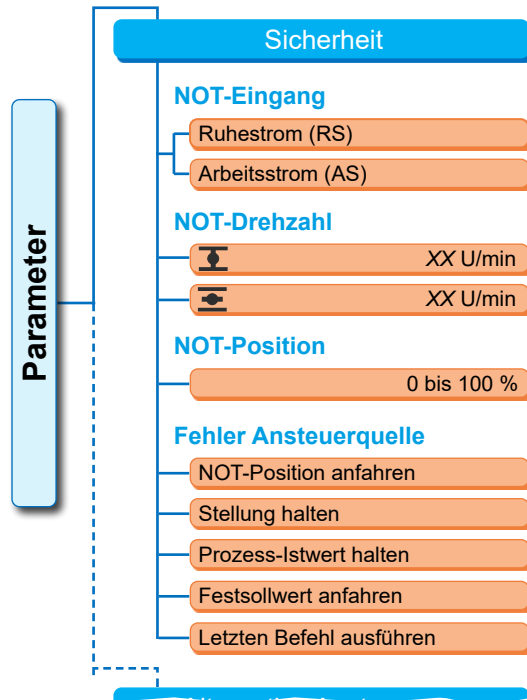 Parameter
Sicherheit
NOT-Eingang
Ruhestrom (RS)
Arbeitsstrom (AS)
NOT-Drehzahl
XX U/min
XX U/min
NOT-Position
0 bis 100 %
Fehler Ansteuerquelle
NOT-Position anfahren
Stellung halten
Prozess-Istwert halten
Festsollwert anfahren
Letzten Befehl ausführen